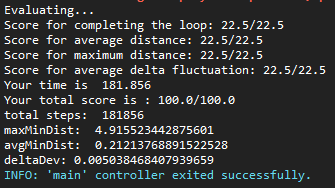 Evaluating...
Score for completing the loop: 22.5/22.5
Score for average distance: 22.5/22.5
Score for maximum distance: 22.5/22.5
Score for average delta fluctuation: 22.5/22.5
Your time is  181.856
Your total score is : 100.0/100.0
total steps:  181856
maxMinDist:  4.915523442875601
avgMinDist:  0.21213768891522528
deltaDev: 0.005038468407939659
INFO: 'main' controller exited successfully.